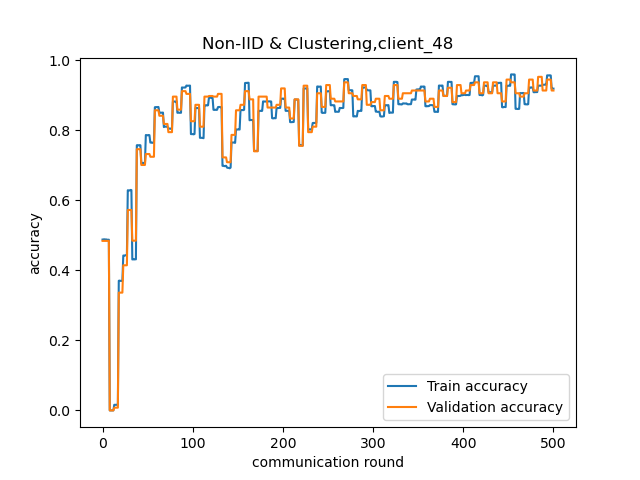 Non-IID & Clustering,client_48
1.0
0.8
0.6
0.4
0.2
0.0
accuracy
Train accuracy
Validation accuracy
0 100 200 300 400 500
communication round